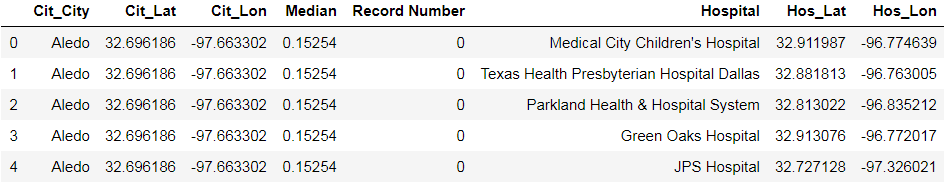 Cit_City Cit_Lat Cit_Lon Median Record Number Hospital Hos_Lat Hos_Lon
0 Aledo 32.696186 -97.663302 0.15254 0 Medical City Children's Hospital 32.911987 -96.774639
1 Aledo 32.696186 -97.663302 0.15254 0 Texas Health Presbyterian Hospital Dallas 32.881813 -96.763005
2 Aledo 32.696186 -97.663302 0.15254 0 Parkland Health & Hospital System 32.813022 -96.835212
3 Aledo 32.696186 -97.663302 0.15254 0 Green Oaks Hospital 32.913076 -96.772017
4 Aledo 32.696186 -97.663302 0.15254 0 JPS Hospital 32.727128 -97.326021